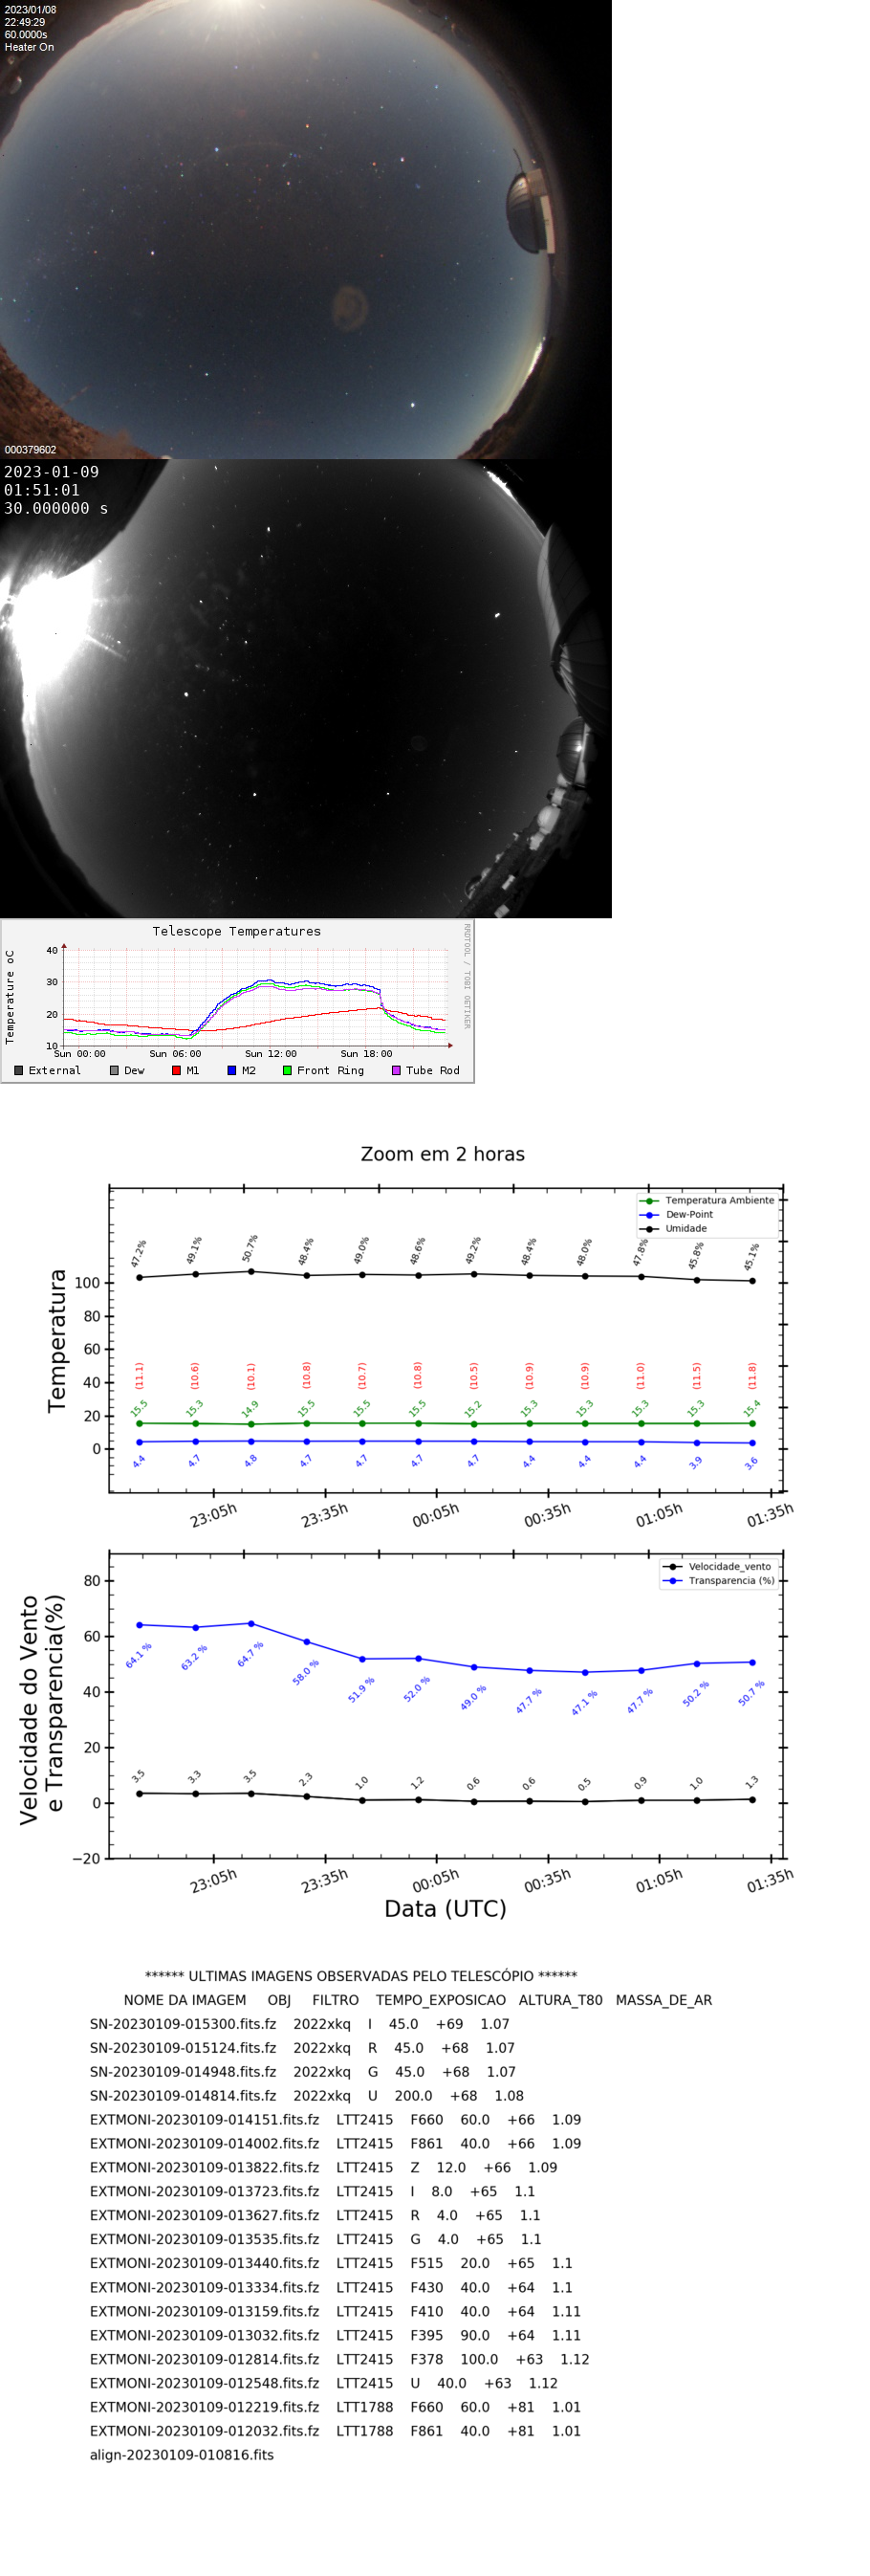 2023/01/08
22:49:29
60.0000s
Heater On
000379602
2023-01-09
01:51:01
30.000000 s
Telescope Temperatures
Temperature oC
RRDTOOL / TOBI OETIKER
40
30
20
10
Sun 00:00 Sun 06:00 Sun 12:00 Sun 18:00
External Dew M1 M2 Front Ring Tube Rod
Zoom em 2 horas
Temperatura
Temperatura Ambiente
Dew-Point
Umidade
47.2% 49.1% 50.7% 48.4% 49.0% 48.6% 49.2% 48.4% 48.0% 47.8% 45.8% 45.1%
100
80
60
40
20
0
(11.1) (10.6) (10.1) (10.8) (10.7) (10.8) (10.5) (10.9) (10.9) (11.0) (11.5) (11.8)
15.5 15.3 14.9 15.5 15.5 15.5 15.2 15.3 15.3 15.3 15.3 15.4
4.4 4.7 4.8 4.7 4.7 4.7 4.7 4.4 4.4 4.4 3.9 3.6
23:05h 23:35h 00:05h 00:35h 01:05h 01:35h
Velocidade do Vento
e Transparencia(%)
Velocidade_vento
Transparencia (%)
80
60
40
20
0
−20
64.1 % 63.2 % 64.7 % 58.0 % 51.9 % 52.0 % 49.0 % 47.7 % 47.1 % 47.7 % 50.2 % 50.7 %
3.5 3.3 3.5 2.3 1.0 1.2 0.6 0.6 0.5 0.9 1.0 1.3
23:05h 23:35h 00:05h 00:35h 01:05h 01:35h
Data (UTC)
****** ULTIMAS IMAGENS OBSERVADAS PELO TELESCÓPIO ******
NOME DA IMAGEM OBJ FILTRO TEMPO_EXPOSICAO ALTURA_T80 MASSA_DE_AR
SN-20230109-015300.fits.fz 2022xkq I 45.0 +69 1.07
SN-20230109-015124.fits.fz 2022xkq R 45.0 +68 1.07
SN-20230109-014948.fits.fz 2022xkq G 45.0 +68 1.07
SN-20230109-014814.fits.fz 2022xkq U 200.0 +68 1.08
EXTMONI-20230109-014151.fits.fz LTT2415 F660 60.0 +66 1.09
EXTMONI-20230109-014002.fits.fz LTT2415 F861 40.0 +66 1.09
EXTMONI-20230109-013822.fits.fz LTT2415 Z 12.0 +66 1.09
EXTMONI-20230109-013723.fits.fz LTT2415 I 8.0 +65 1.1
EXTMONI-20230109-013627.fits.fz LTT2415 R 4.0 +65 1.1
EXTMONI-20230109-013535.fits.fz LTT2415 G 4.0 +65 1.1
EXTMONI-20230109-013440.fits.fz LTT2415 F515 20.0 +65 1.1
EXTMONI-20230109-013334.fits.fz LTT2415 F430 40.0 +64 1.1
EXTMONI-20230109-013159.fits.fz LTT2415 F410 40.0 +64 1.11
EXTMONI-20230109-013032.fits.fz LTT2415 F395 90.0 +64 1.11
EXTMONI-20230109-012814.fits.fz LTT2415 F378 100.0 +63 1.12
EXTMONI-20230109-012548.fits.fz LTT2415 U 40.0 +63 1.12
EXTMONI-20230109-012219.fits.fz LTT1788 F660 60.0 +81 1.01
EXTMONI-20230109-012032.fits.fz LTT1788 F861 40.0 +81 1.01
align-20230109-010816.fits